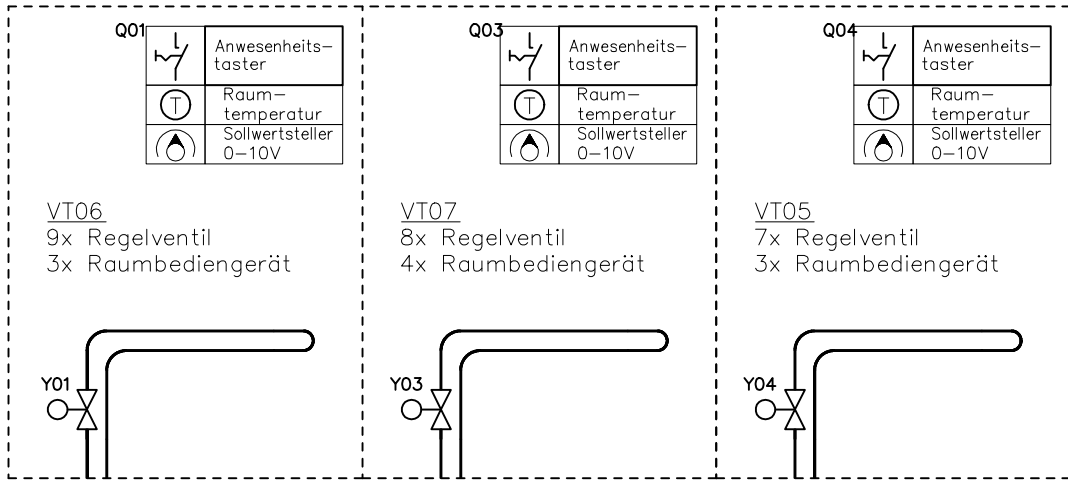 Q01
Anwesenheits-
taster
T
Raum-
temperatur
Sollwertsteller
0-10V
VT06
9x Regelventil
3x Raumbediengerät
Y01
Q03
Anwesenheits-
taster
T
Raum-
temperatur
Sollwertsteller
0-10V
VT07
8x Regelventil
4x Raumbediengerät
Y03
Q04
Anwesenheits-
taster
T
Raum-
temperatur
Sollwertsteller
0-10V
VT05
7x Regelventil
3x Raumbediengerät
Y04